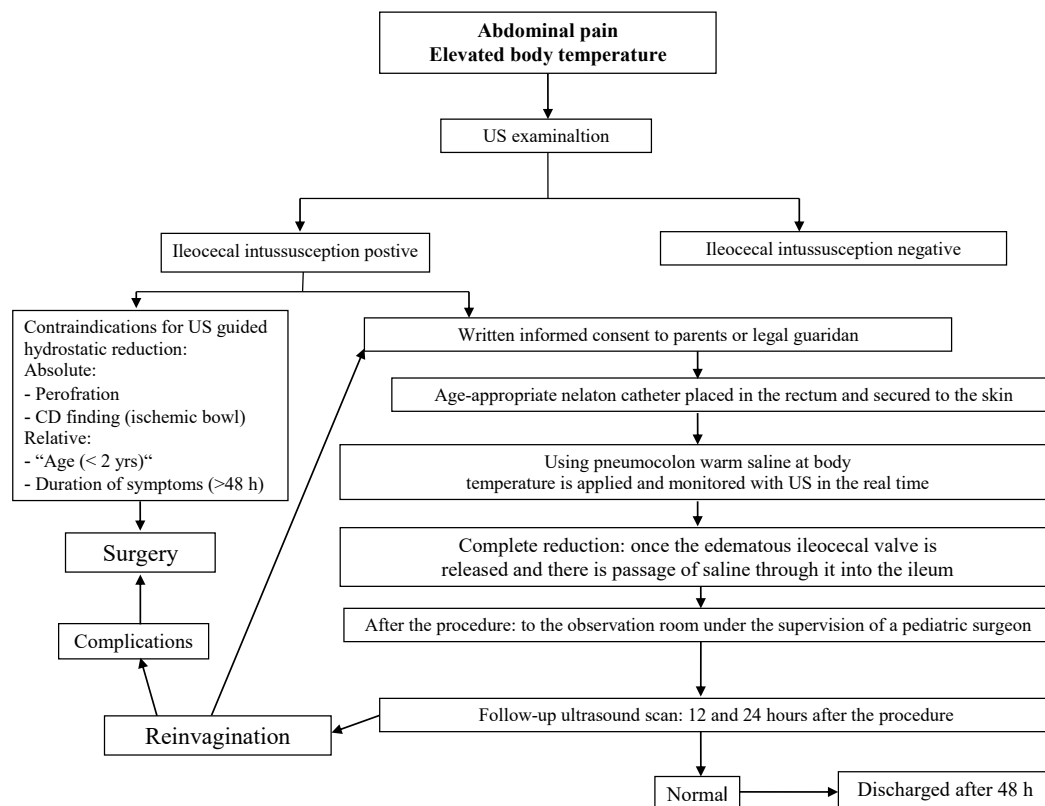 Abdominal pain
Elevated body temperature
US examinaltion
Ileocecal intussusception postive
Ileocecal intussusception negative
Contraindications for US guided
hydrostatic reduction:
Absolute:
- Perofration
- CD finding (ischemic bowl)
Relative:
- “Age (< 2 yrs)“
- Duration of symptoms (>48 h)
Written informed consent to parents or legal guaridan
Age-appropriate nelaton catheter placed in the rectum and secured to the skin
Using pneumocolon warm saline at body
temperature is applied and monitored with US in the real time
Surgery
Complete reduction: once the edematous ileocecal valve is
released and there is passage of saline through it into the ileum
Complications
After the procedure: to the observation room under the supervision of a pediatric surgeon
Reinvagination
Follow-up ultrasound scan: 12 and 24 hours after the procedure
Normal
Discharged after 48 h